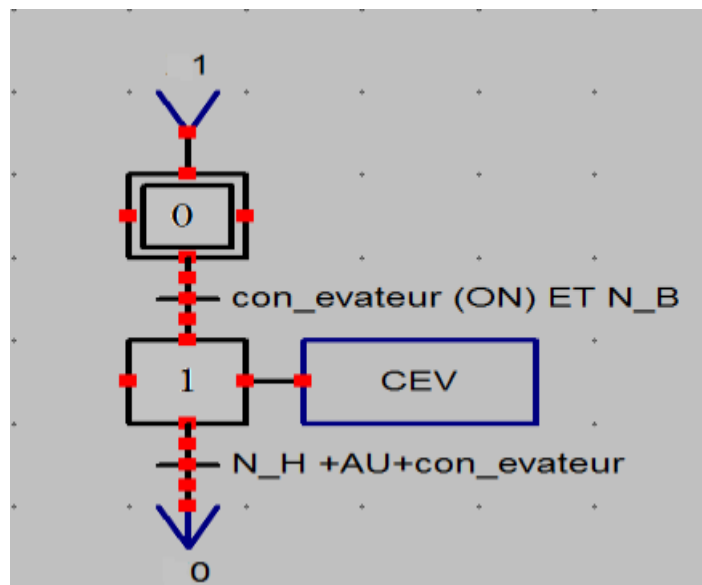 1
0
con_evateur (ON) ET N_B
1 CEV
N_H +AU+con_evateur
0